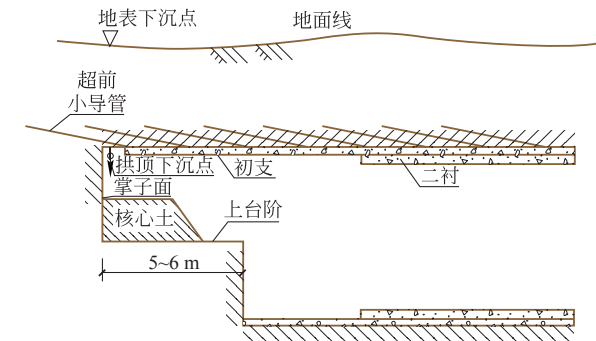 地表下沉点
地面线
超前
小导管
拱顶下沉点
初支
二衬
掌子面
核心土
上台阶
5~6 m